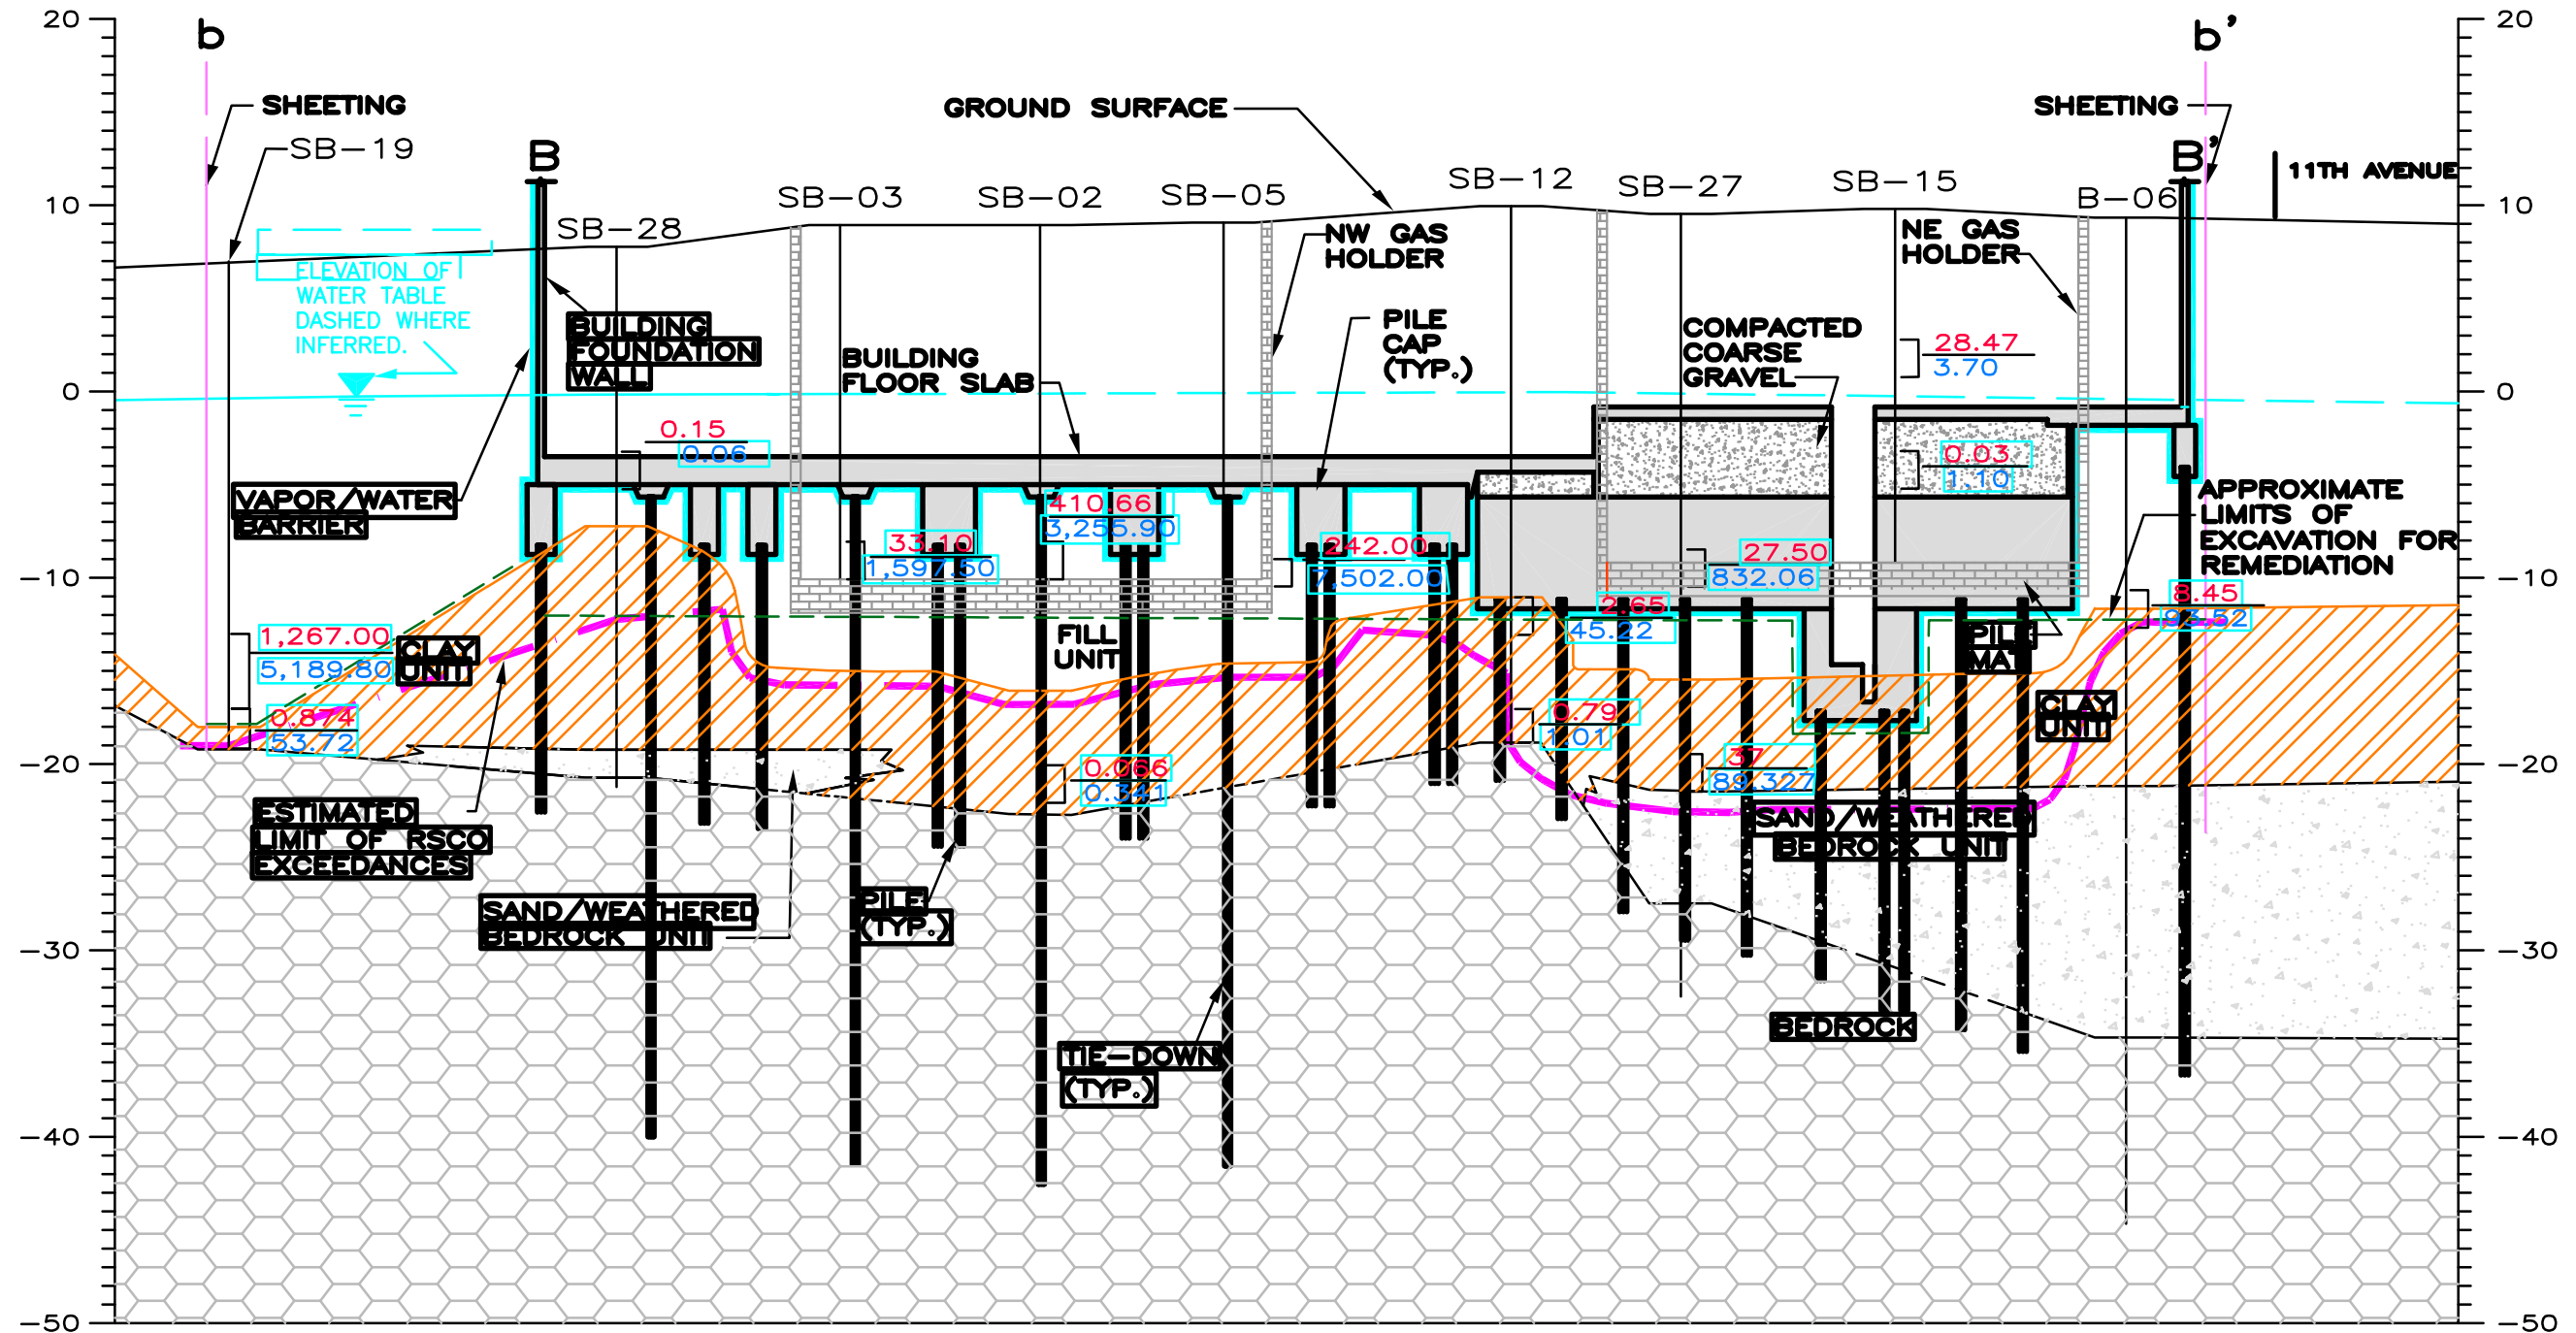 20
20
b
b'
SHEETING
GROUND SURFACE
SHEETING
SB-19
B
B'
11TH AVENUE
SB-28
SB-03
SB-02
SB-05
SB-12
SB-27
SB-15
B-06
10
10
ELEVATION OF
WATER TABLE
DASHED WHERE
INFERRED.
NW GAS
HOLDER
NE GAS
HOLDER
BUILDING
FOUNDATION
WALL
BUILDING
FLOOR SLAB
PILE
CAP
(TYP.)
COMPACTED
COARSE
GRAVEL
28.47
3.70
0
0
0.15
0.06
0.03
1.10
VAPOR/WATER
BARRIER
410.66
3,255.90
33.10
1,597.50
242.00
7,502.00
27.50
832.06
APPROXIMATE
LIMITS OF
EXCAVATION FOR
REMEDIATION
-10
-10
8.45
93.52
2.65
45.22
1,267.00
5,189.80
CLAY
UNIT
FILL
UNIT
PILE
MAT
0.874
53.72
0.79
1.01
CLAY
UNIT
-20
-20
0.066
0.341
37
89.327
ESTIMATED
LIMIT OF RSCO
EXCEEDANCES
SAND/WEATHERED
BEDROCK UNIT
SAND/WEATHERED
BEDROCK UNIT
PILE
(TYP.)
-30
-30
BEDROCK
TIE-DOWN
(TYP.)
-40
-40
-50
-50